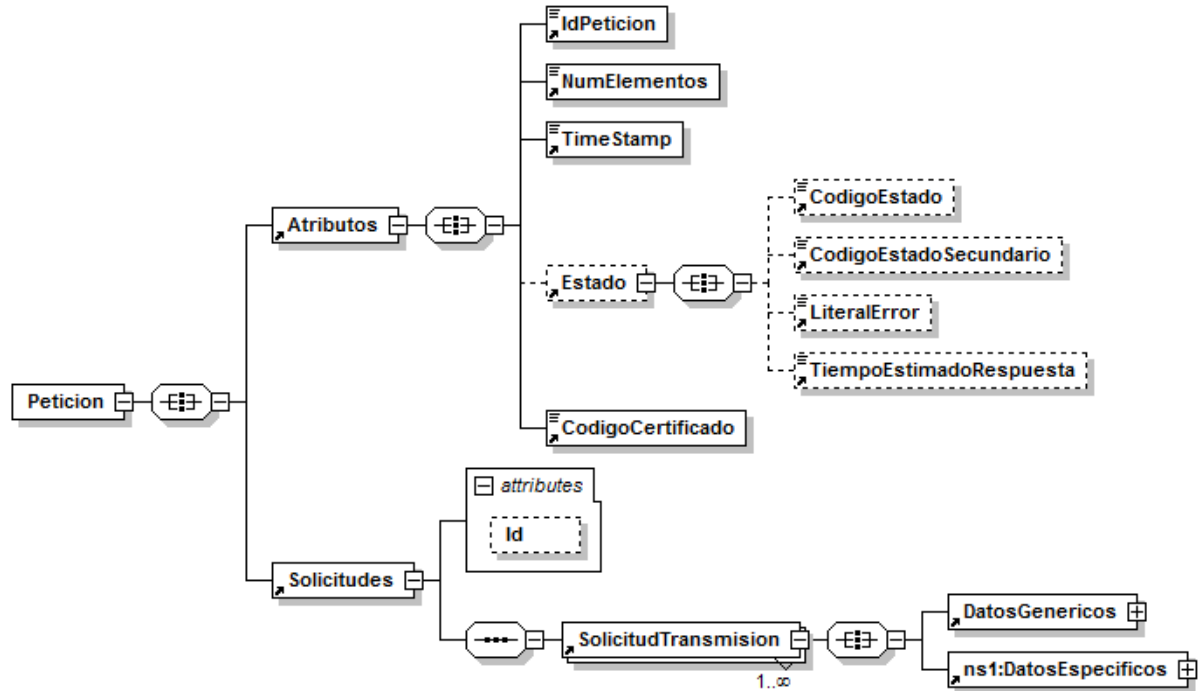 IdPeticion
NumElementos
TimeStamp
CodigoEstado
Atributos
CodigoEstadoSecundario
Estado
LiteralError
TiempoEstimadoRespuesta
Peticion
CodigoCertificado
attributes
Id
Solicitudes
DatosGenericos
SolicitudTransmision
1..∞
ns1:DatosEspecificos